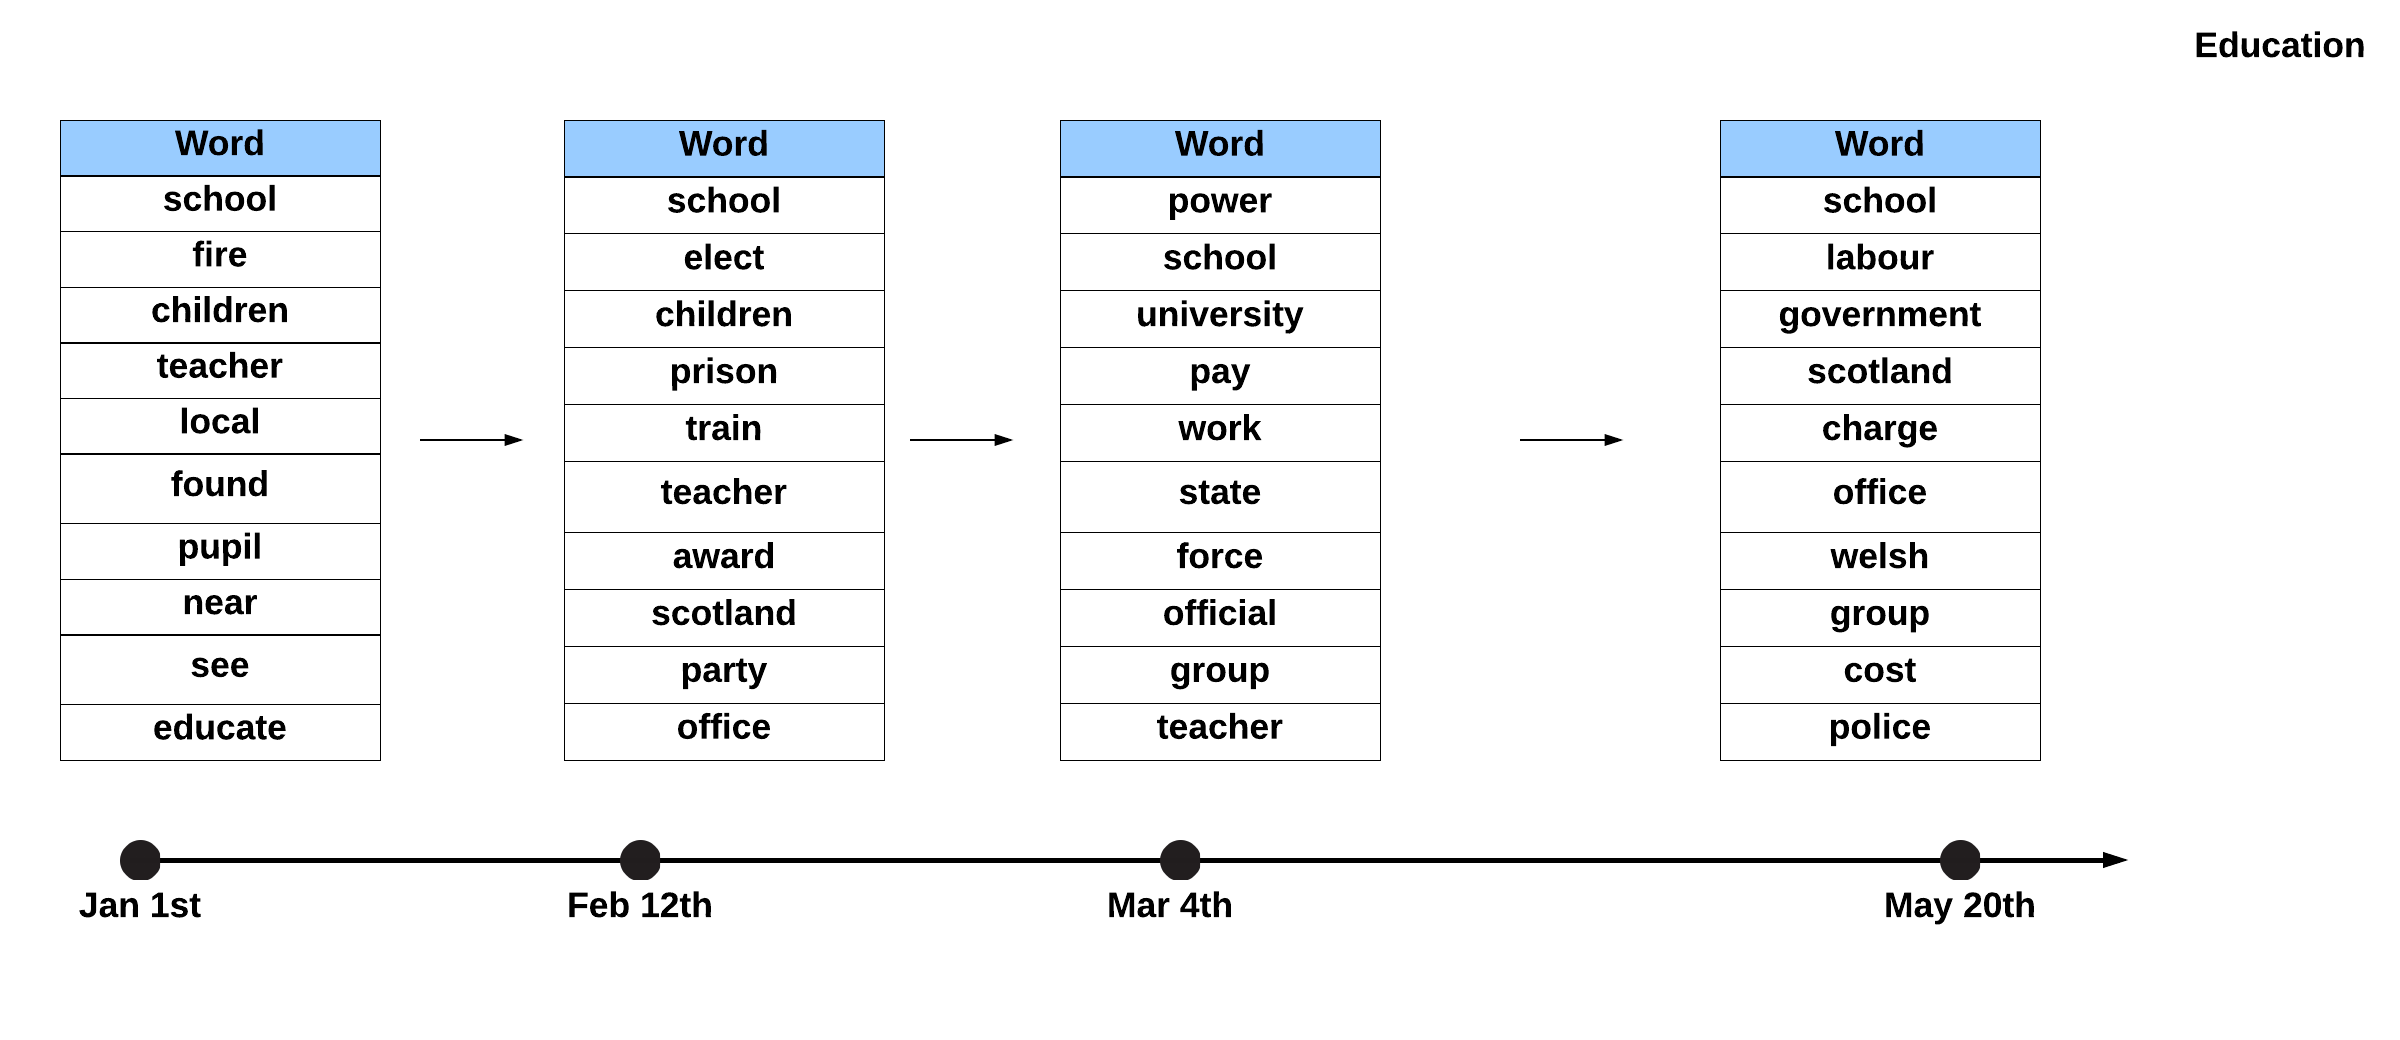 Education
Word
school
fire
children
teacher
local
found
pupil
near
see
educate
Word
school
elect
children
prison
train
teacher
award
scotland
party
office
Word
power
school
university
pay
work
state
force
official
group
teacher
Word
school
labour
government
scotland
charge
office
welsh
group
cost
police
Jan 1st
Feb 12th
Mar 4th
May 20th